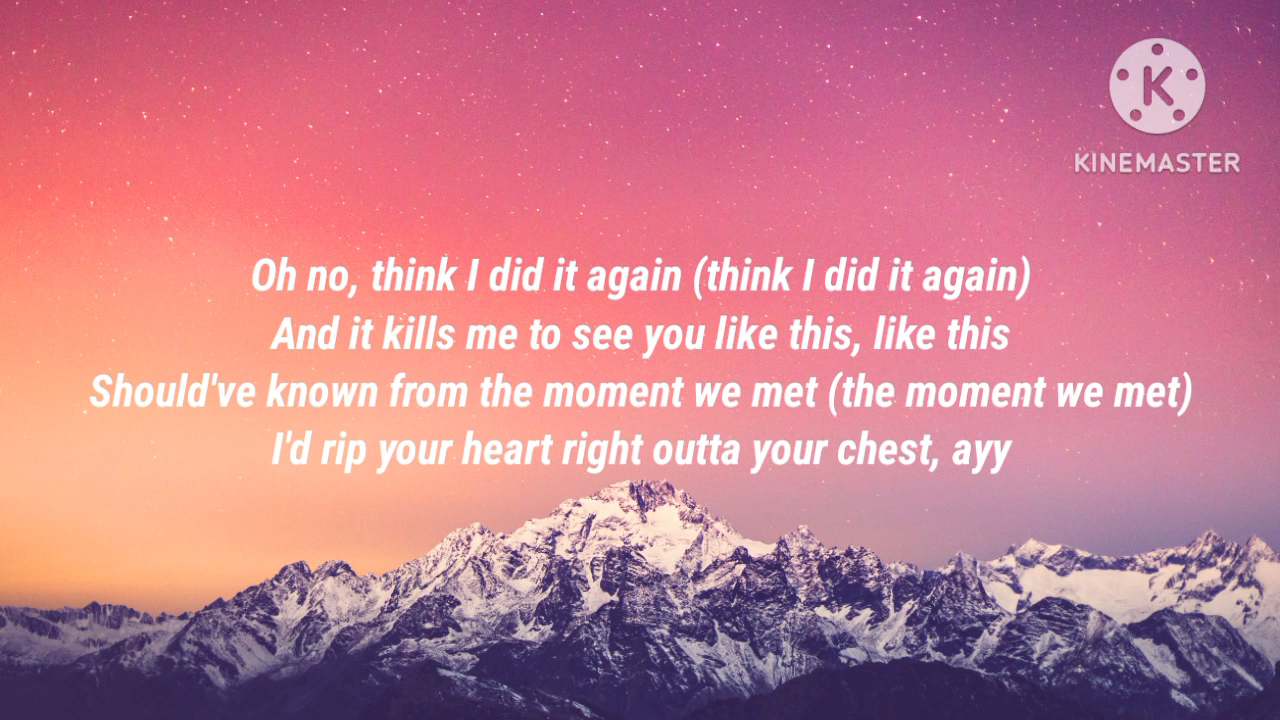 K
KINEMASTER
Oh no, think I did it again (think I did it again)
And it kills me to see you like this, like this
Should've known from the moment we met (the moment we met)
I'd rip your heart right outta your chest, ayy